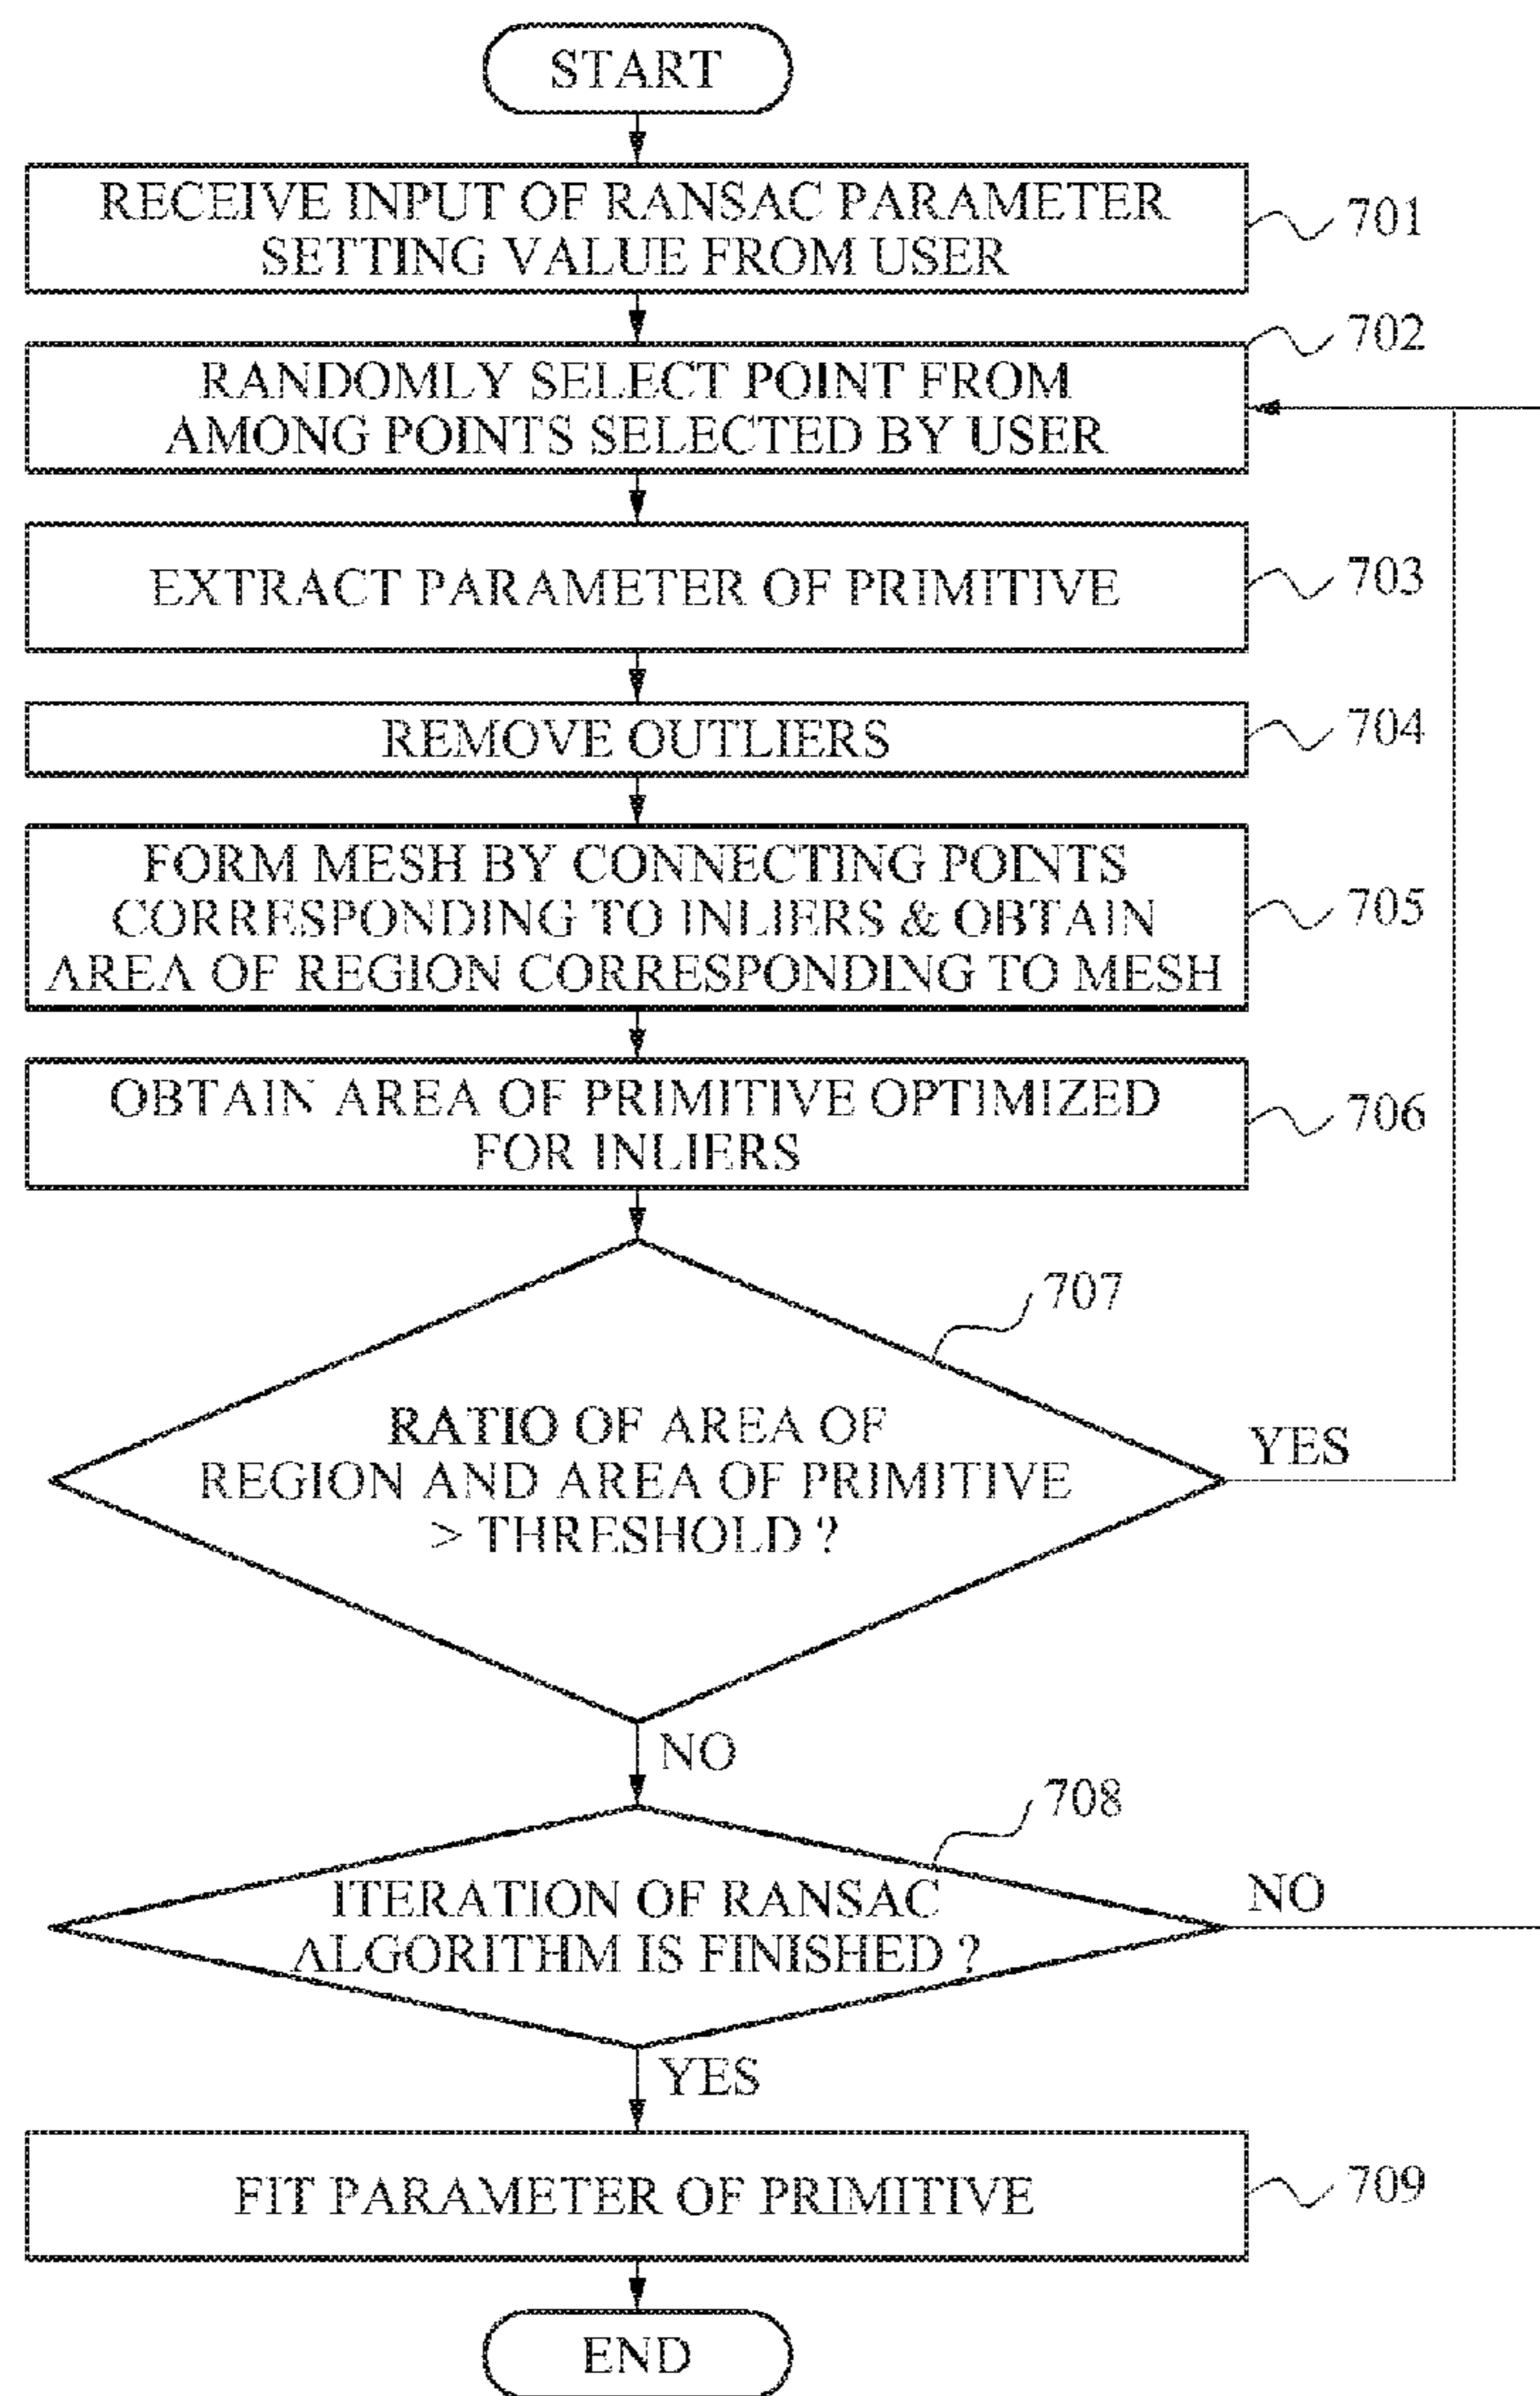 START
RECEIVE INPUT OF RANSAC PARAMETER
SETTING VALUE FROM USER
701
702
RANDOMLY SELECT POINT FROM
AMONG POINTS SELECTED BY USER
EXTRACT PARAMETER OF PRIMITIVE
703
REMOVE OUTLIERS
704
FORM MESH BY CONNECTING POINTS
CORRESPONDING TO INLIERS & OBTAIN
AREA OF REGION CORRESPONDING TO MESH
705
OBTAIN AREA OF PRIMITIVE OPTIMIZED
FOR INLIERS
706
707
RATIO OF AREA OF
REGION AND AREA OF PRIMITIVE
> THRESHOLD ?
YES
NO
708
ITERATION OF RANSAC
ALGORITHM IS FINISHED ?
NO
YES
FIT PARAMETER OF PRIMITIVE
709
END